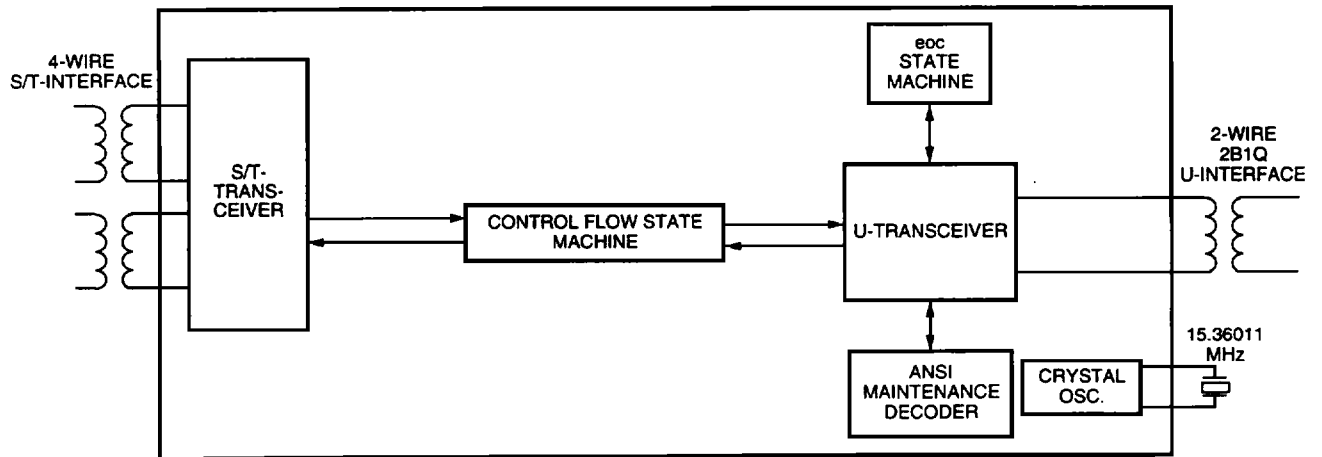 4-WIRE
S/T-INTERFACE
S/T-
TRANS-
CEIVER
CONTROL FLOW STATE
MACHINE
eoc
STATE
MACHINE
U-TRANSCEIVER
ANSI
MAINTENANCE
DECODER
CRYSTAL
OSC.
2-WIRE
2B1Q
U-INTERFACE
15.36011
MHz